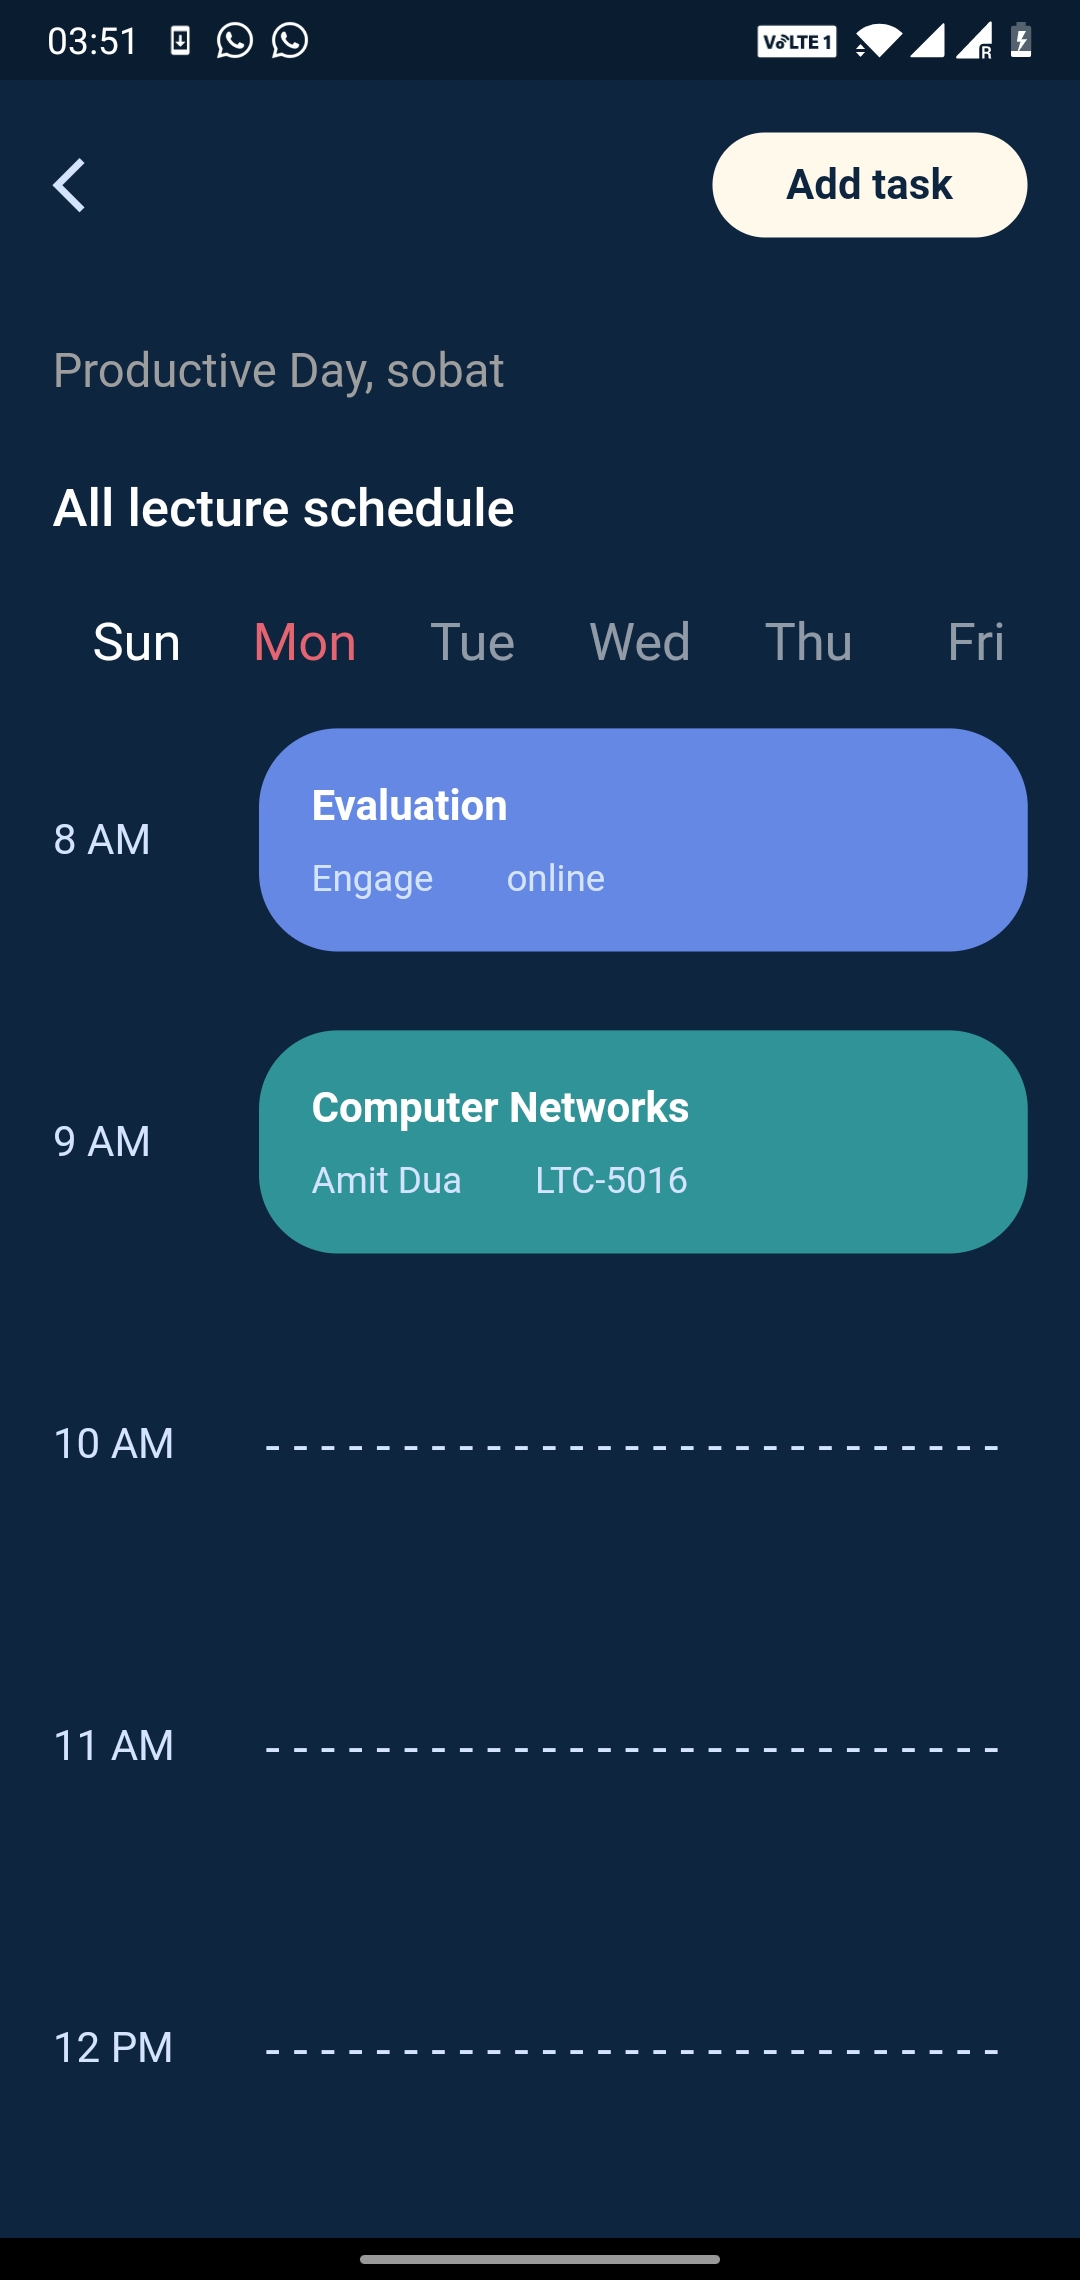 03:51 VoLTE 1 R
Add task
Productive Day, sobat
All lecture schedule
Sun Mon Tue Wed Thu Fri
8 AM
Evaluation
Engage online
9 AM
Computer Networks
Amit Dua LTC-5016
10 AM
11 AM
12 PM